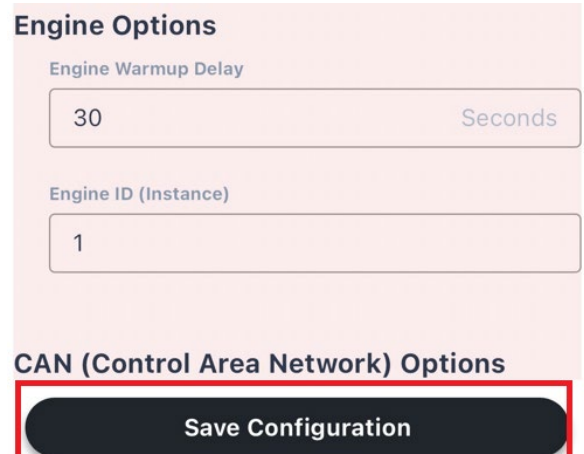 Engine Options
Engine Warmup Delay
30 Seconds
Engine ID (Instance)
1
CAN (Control Area Network) Options
Save Configuration